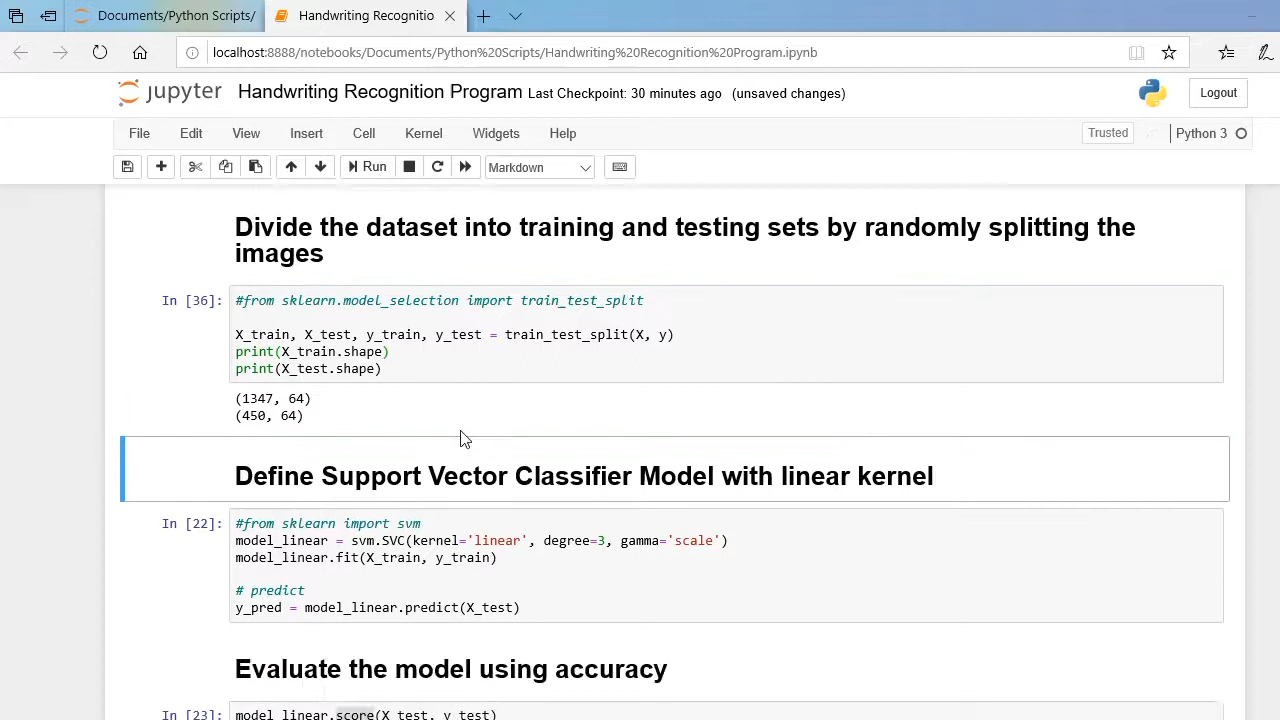 Documents/Python Scripts/
Handwriting Recognitio
localhost:8888/notebooks/Documents/Python%20Scripts/Handwriting%20Recognition%20Program.ipynb
jupyter Handwriting Recognition Program Last Checkpoint: 30 minutes ago (unsaved changes)
Logout
File Edit View Insert Cell Kernel Widgets Help
Trusted
Python 3
Run
Markdown
Divide the dataset into training and testing sets by randomly splitting the
images
In [36]: #from sklearn.model_selection import train_test_split
X_train, X_test, y_train, y_test = train_test_split(X, y)
print(X_train.shape)
print(X_test.shape)
(1347, 64)
(450, 64)
Define Support Vector Classifier Model with linear kernel
In [22]: #from sklearn import svm
model_linear = svm.SVC(kernel='linear', degree=3, gamma='scale')
model_linear.fit(X_train, y_train)
# predict
y_pred = model_linear.predict(X_test)
Evaluate the model using accuracy
In [23]: model_linear.score(X_test, y_test)